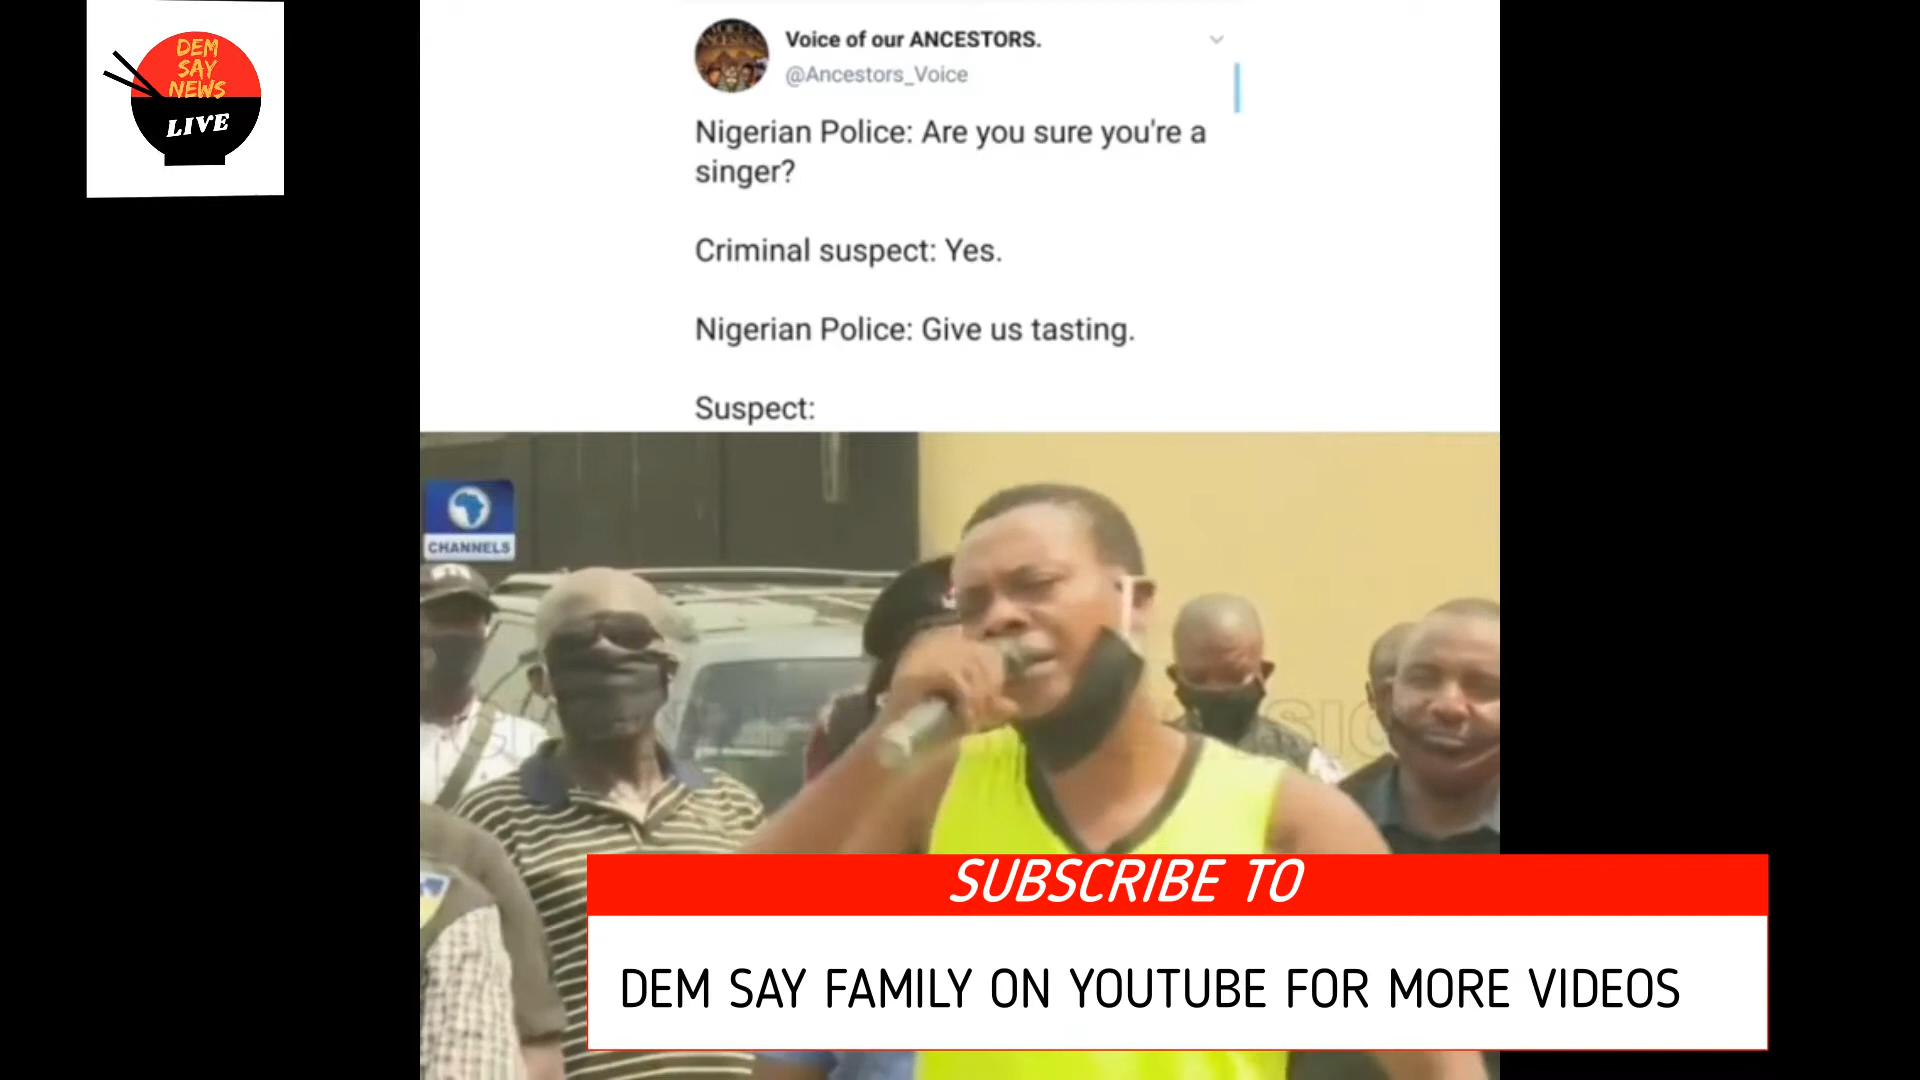 DEM
SAY
NEWS
LIVE
Voice of our ANCESTORS.
@Ancestors_Voice
Nigerian Police: Are you sure you're a
singer?
Criminal suspect: Yes.
Nigerian Police: Give us tasting.
Suspect:
CHANNELS
SUBSCRIBE TO
DEM SAY FAMILY ON YOUTUBE FOR MORE VIDEOS